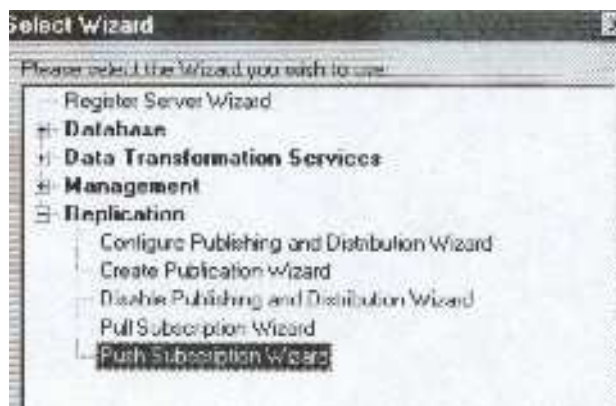 Select Wizard
Please select the Wizard you wish to use
Register Server Wizard
Database
Data Transformation Services
Management
Replication
Configure Publishing and Distribution Wizard
Create Publication Wizard
Disable Publishing and Distribution Wizard
Pull Subscription Wizard
Push Subscription Wizard